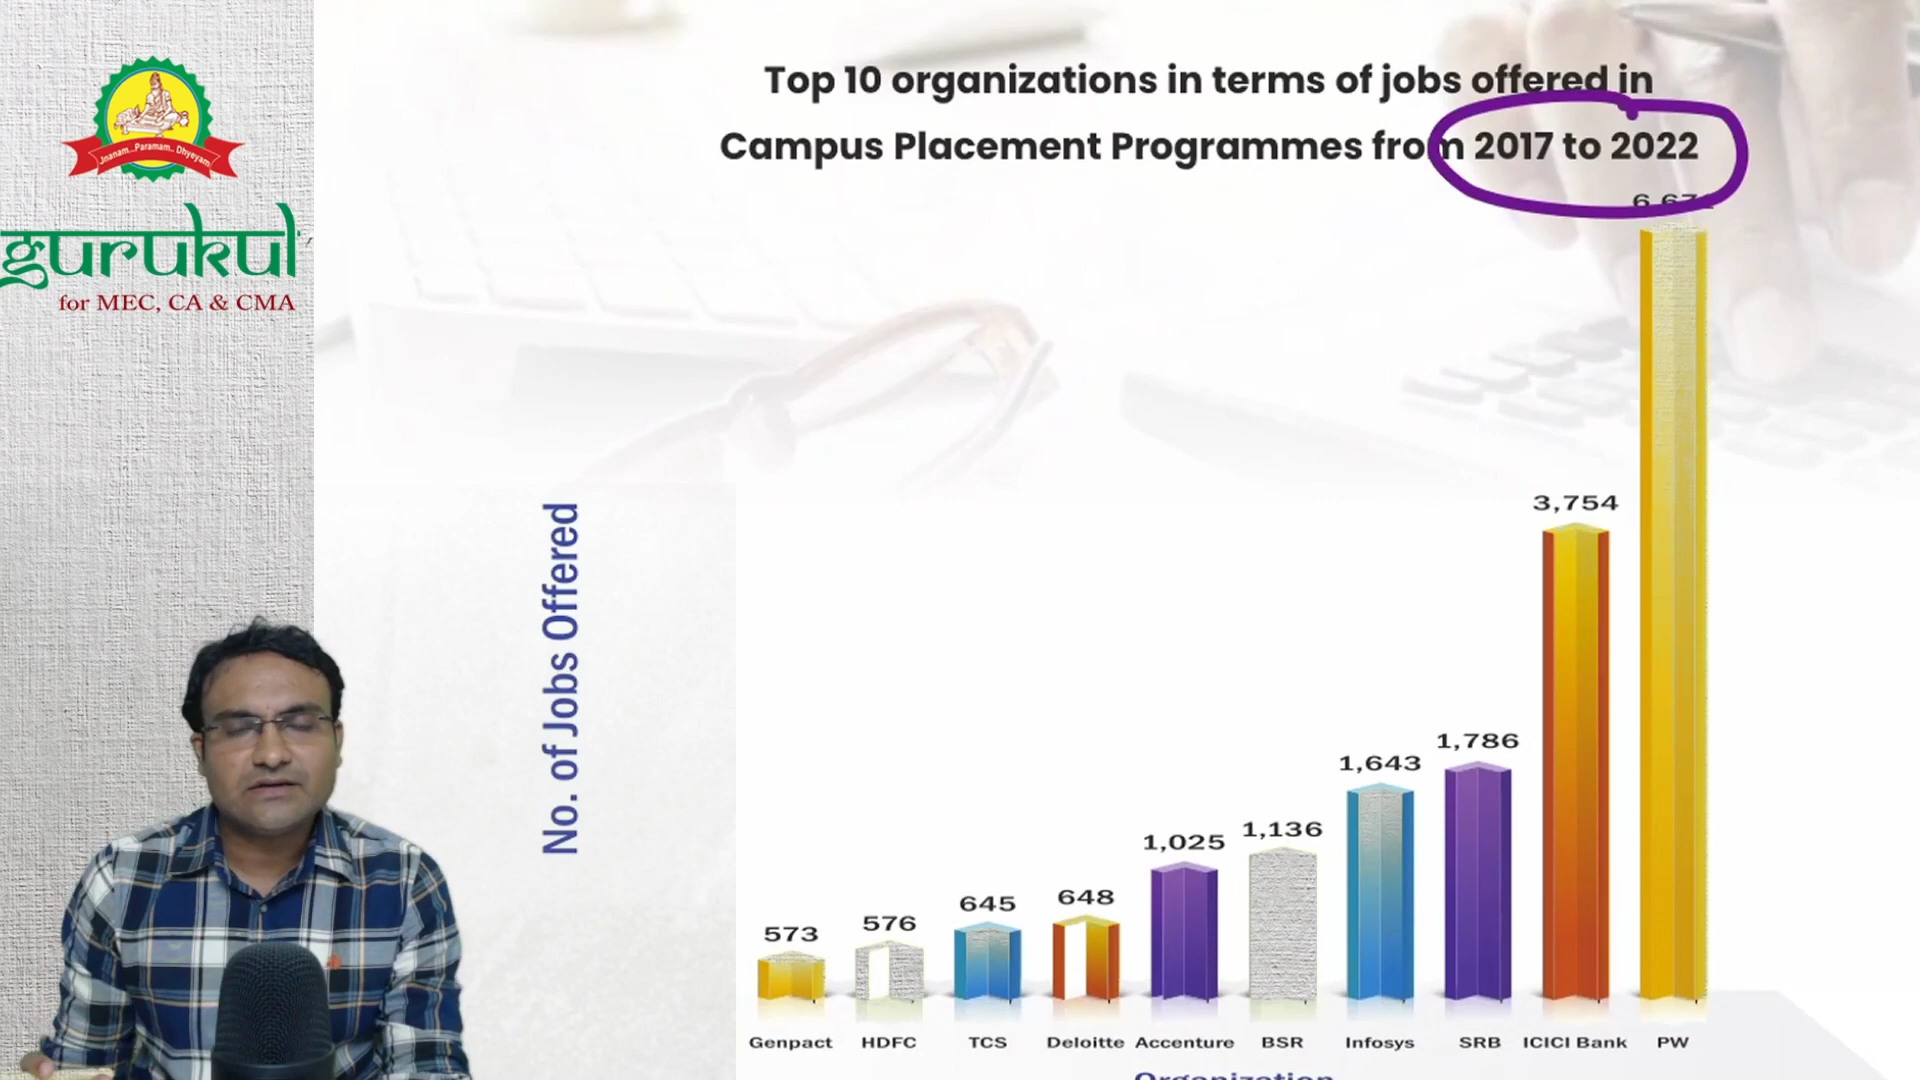 Jnanam...Paramam.. Dhyeyam
gurukul
for MEC, CA & CMA
Top 10 organizations in terms of jobs offered in
Campus Placement Programmes from 2017 to 2022
No. of Jobs Offered
3,754
1,786
1,643
1,136
1,025
648
645
576
573
Genpact HDFC TCS Deloitte Accenture BSR Infosys SRB ICICI Bank PW
Organization